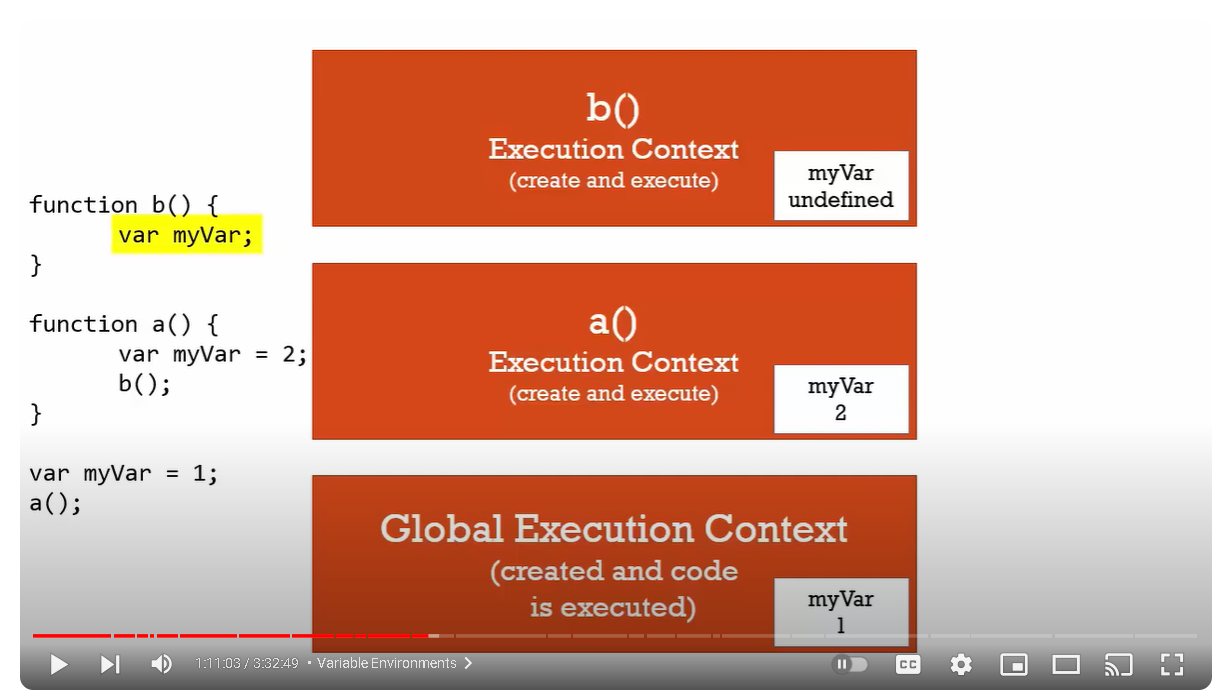 function b() {
var myVar;
}
function a() {
var myVar = 2;
b();
}
var myVar = 1;
a();
b()
Execution Context
(create and execute)
myVar
undefined
a()
Execution Context
(create and execute)
myVar
2
Global Execution Context
(created and code
is executed)
myVar
1
1:11:03 / 3:32:49 • Variable Environments
CC